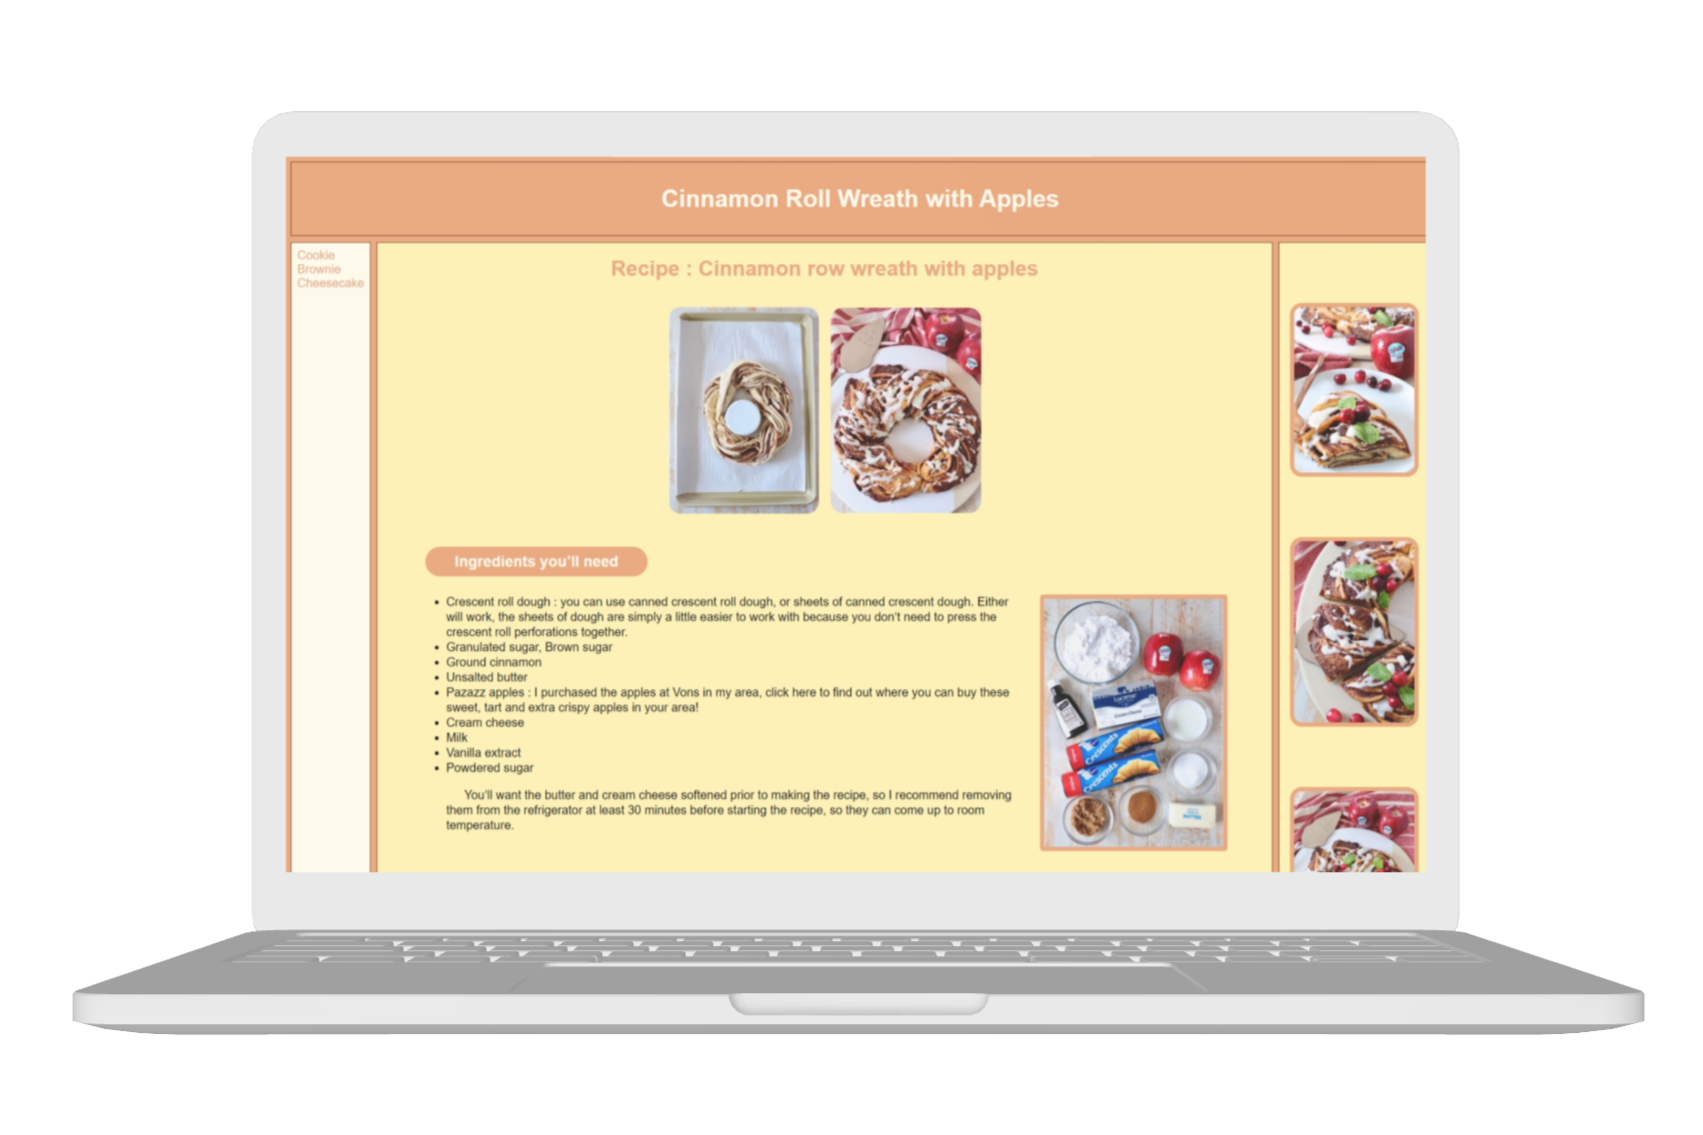 Cinnamon Roll Wreath with Apples
Cookie
Brownie
Cheesecake
Recipe : Cinnamon row wreath with apples
Ingredients you'll need
Crescent roll dough : you can use canned crescent roll dough, or sheets of canned crescent dough. Either
will work, the sheets of dough are simply a little easier to work with because you don't need to press the
crescent roll perforations together.
Granulated sugar, Brown sugar
Ground cinnamon
Unsalted butter
Pazazz apples : I purchased the apples at Vons in my area, click here to find out where you can buy these
sweet, tart and extra crispy apples in your area!
Cream cheese
Milk
Vanilla extract
Powdered sugar
You'll want the butter and cream cheese softened prior to making the recipe, so I recommend removing
them from the refrigerator at least 30 minutes before starting the recipe, so they can come up to room
temperature.
Lucerne
Crescents
Crescents
BUTTER